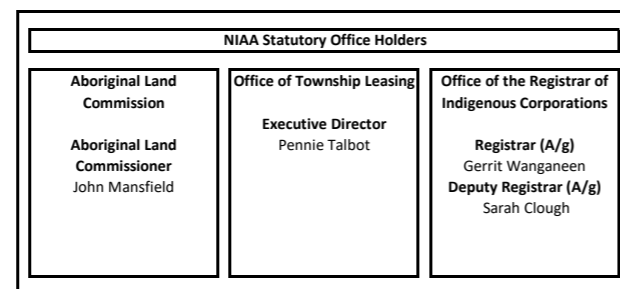 NIAA Statutory Office Holders
Aboriginal Land
Commission
Aboriginal Land
Commissioner
John Mansfield
Office of Township Leasing
Executive Director
Pennie Talbot
Office of the Registrar of
Indigenous Corporations
Registrar (A/g)
Gerrit Wanganeen
Deputy Registrar (A/g)
Sarah Clough